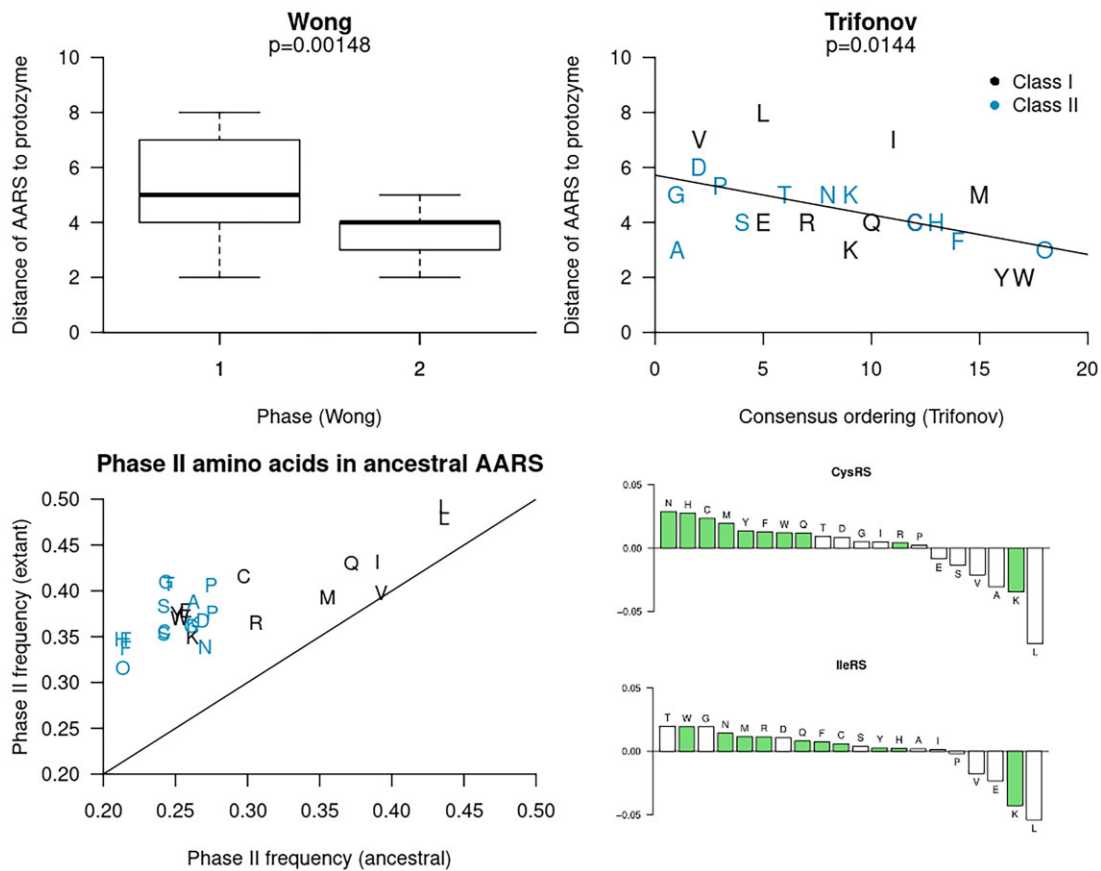 Wong
p=0.00148
Distance of AARS to protozyme
10
8
6
4
2
0
1 2
Phase (Wong)
Trifonov
p=0.0144
Distance of AARS to protozyme
10
8
6
4
2
0
Class I
Class II
L
V I
D
P
G T N K M
S E R Q C H
F
A K O
Y W
0 5 10 15 20
Consensus ordering (Trifonov)
Phase II amino acids in ancestral AARS
Phase II frequency (extant)
0.50
0.45
0.40
0.35
0.30
0.25
0.20
Q I
C
G P
V
M
S A
P
R D
K
N
O
0.20 0.25 0.30 0.35 0.40 0.45 0.50
Phase II frequency (ancestral)
CysRS
0.05
0.00
−0.05
N H C M Y F W Q T D G I R P
E S V A K L
IleRS
0.05
0.00
−0.05
T W G N M R D Q F C S Y H A I
P V E K L